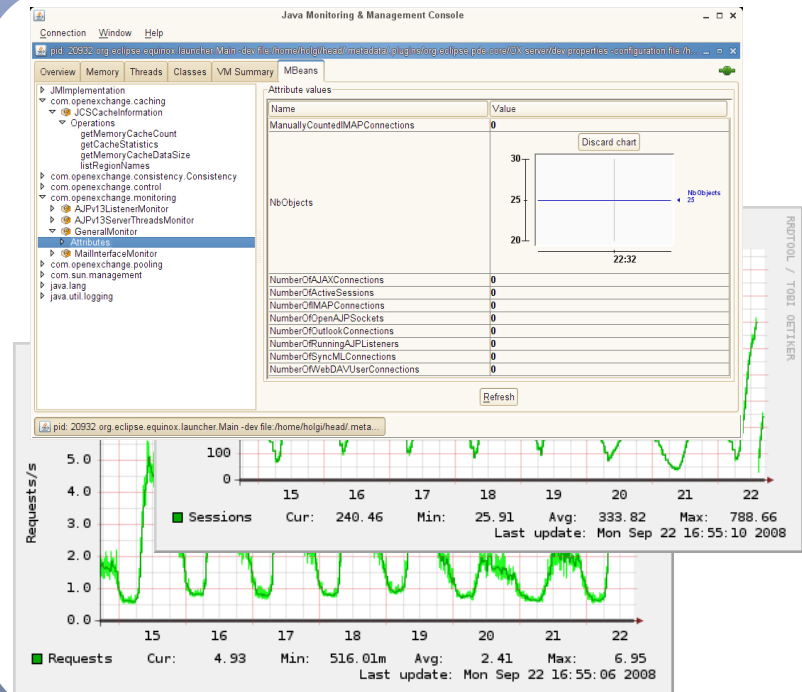 Java Monitoring & Management Console
Connection Window Help
pid: 20932 org.eclipse.equinox.launcher.Main -dev file:/home/holgi/head/.metadata/.plugins/org.eclipse.pde.core/OX server/dev.properties -configuration file:/h...
Overview Memory Threads Classes VM Summary MBeans
JMImplementation
com.openexchange.caching
JCSCacheInformation
Operations
getMemoryCacheCount
getCacheStatistics
getMemoryCacheDataSize
listRegionNames
com.openexchange.consistency.Consistency
com.openexchange.control
com.openexchange.monitoring
AJPv13ListenerMonitor
AJPv13ServerThreadsMonitor
GeneralMonitor
Attributes
MailInterfaceMonitor
com.openexchange.pooling
com.sun.management
java.lang
java.util.logging
Attribute values
Name Value
ManuallyCountedIMAPConnections 0
Discard chart
30
25
20
22:32
NbObjects
25
NbObjects
NumberOfAJAXConnections 0
NumberOfActiveSessions 0
NumberOfIMAPConnections 0
NumberOfOpenAJPSockets 0
NumberOfOutlookConnections 0
NumberOfRunningAJPListeners 0
NumberOfSyncMLConnections 0
NumberOfWebDAVUserConnections 0
Refresh
pid: 20932 org.eclipse.equinox.launcher.Main -dev file:/home/holgi/head/.meta...
RRDTOOL / TOBI OETIKER
100
0
15 16 17 18 19 20 21 22
Sessions Cur: 240.46 Min: 25.91 Avg: 333.82 Max: 788.66
Last update: Mon Sep 22 16:55:10 2008
Requests/s
5.0
4.0
3.0
2.0
1.0
0.0
15 16 17 18 19 20 21 22
Requests Cur: 4.93 Min: 516.01m Avg: 2.41 Max: 6.95
Last update: Mon Sep 22 16:55:06 2008